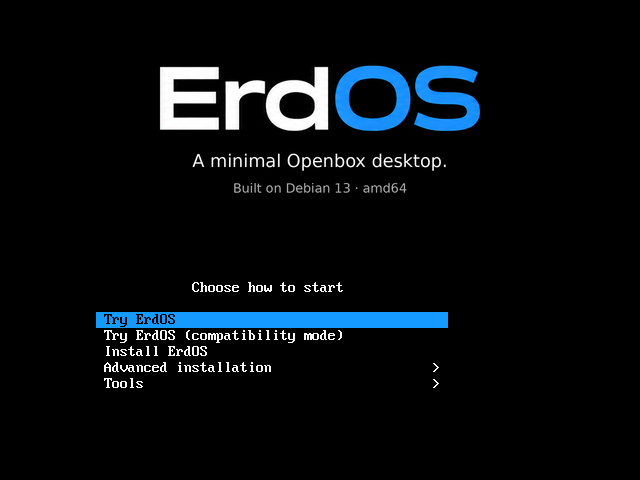 ErdOS
A minimal Openbox desktop.
Built on Debian 13 · amd64
Choose how to start
Try ErdOS
Try ErdOS (compatibility mode)
Install ErdOS
Advanced installation >
Tools >